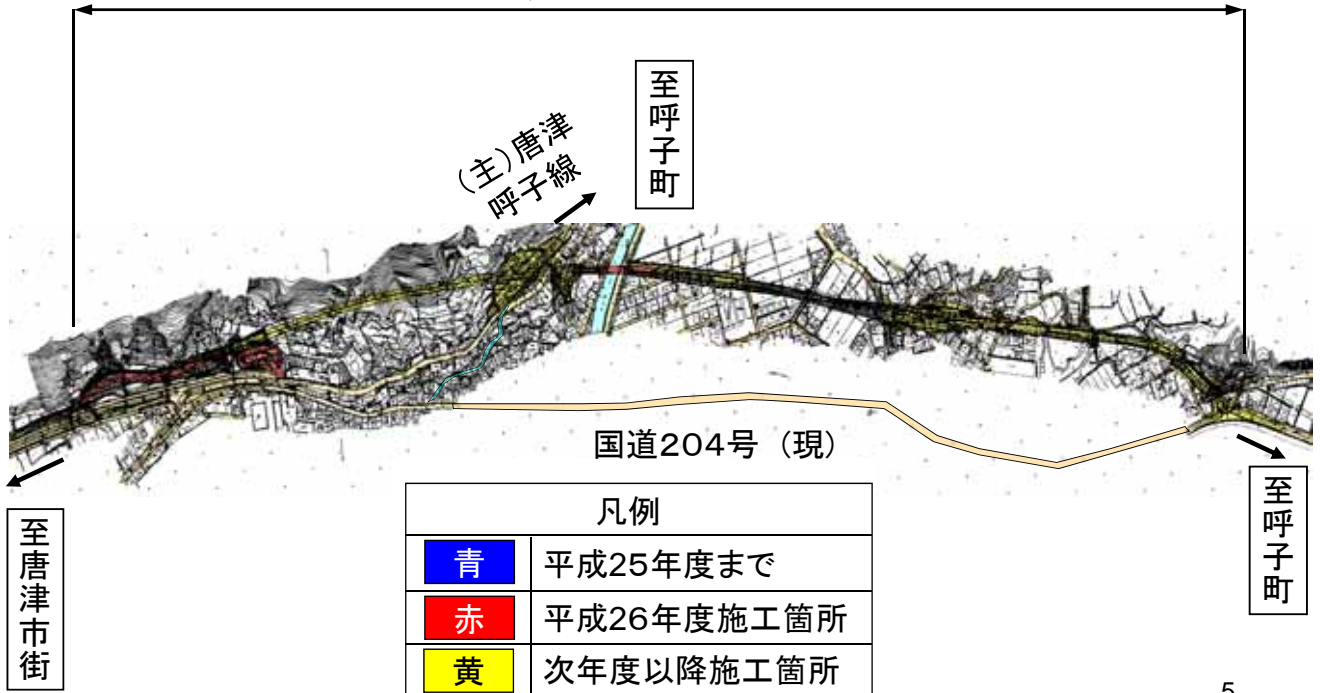 至呼子町
(主)唐津
呼子線
国道204号 (現)
至唐津市街
至呼子町
凡例
青 平成25年度まで
赤 平成26年度施工箇所
黄 次年度以降施工箇所
5